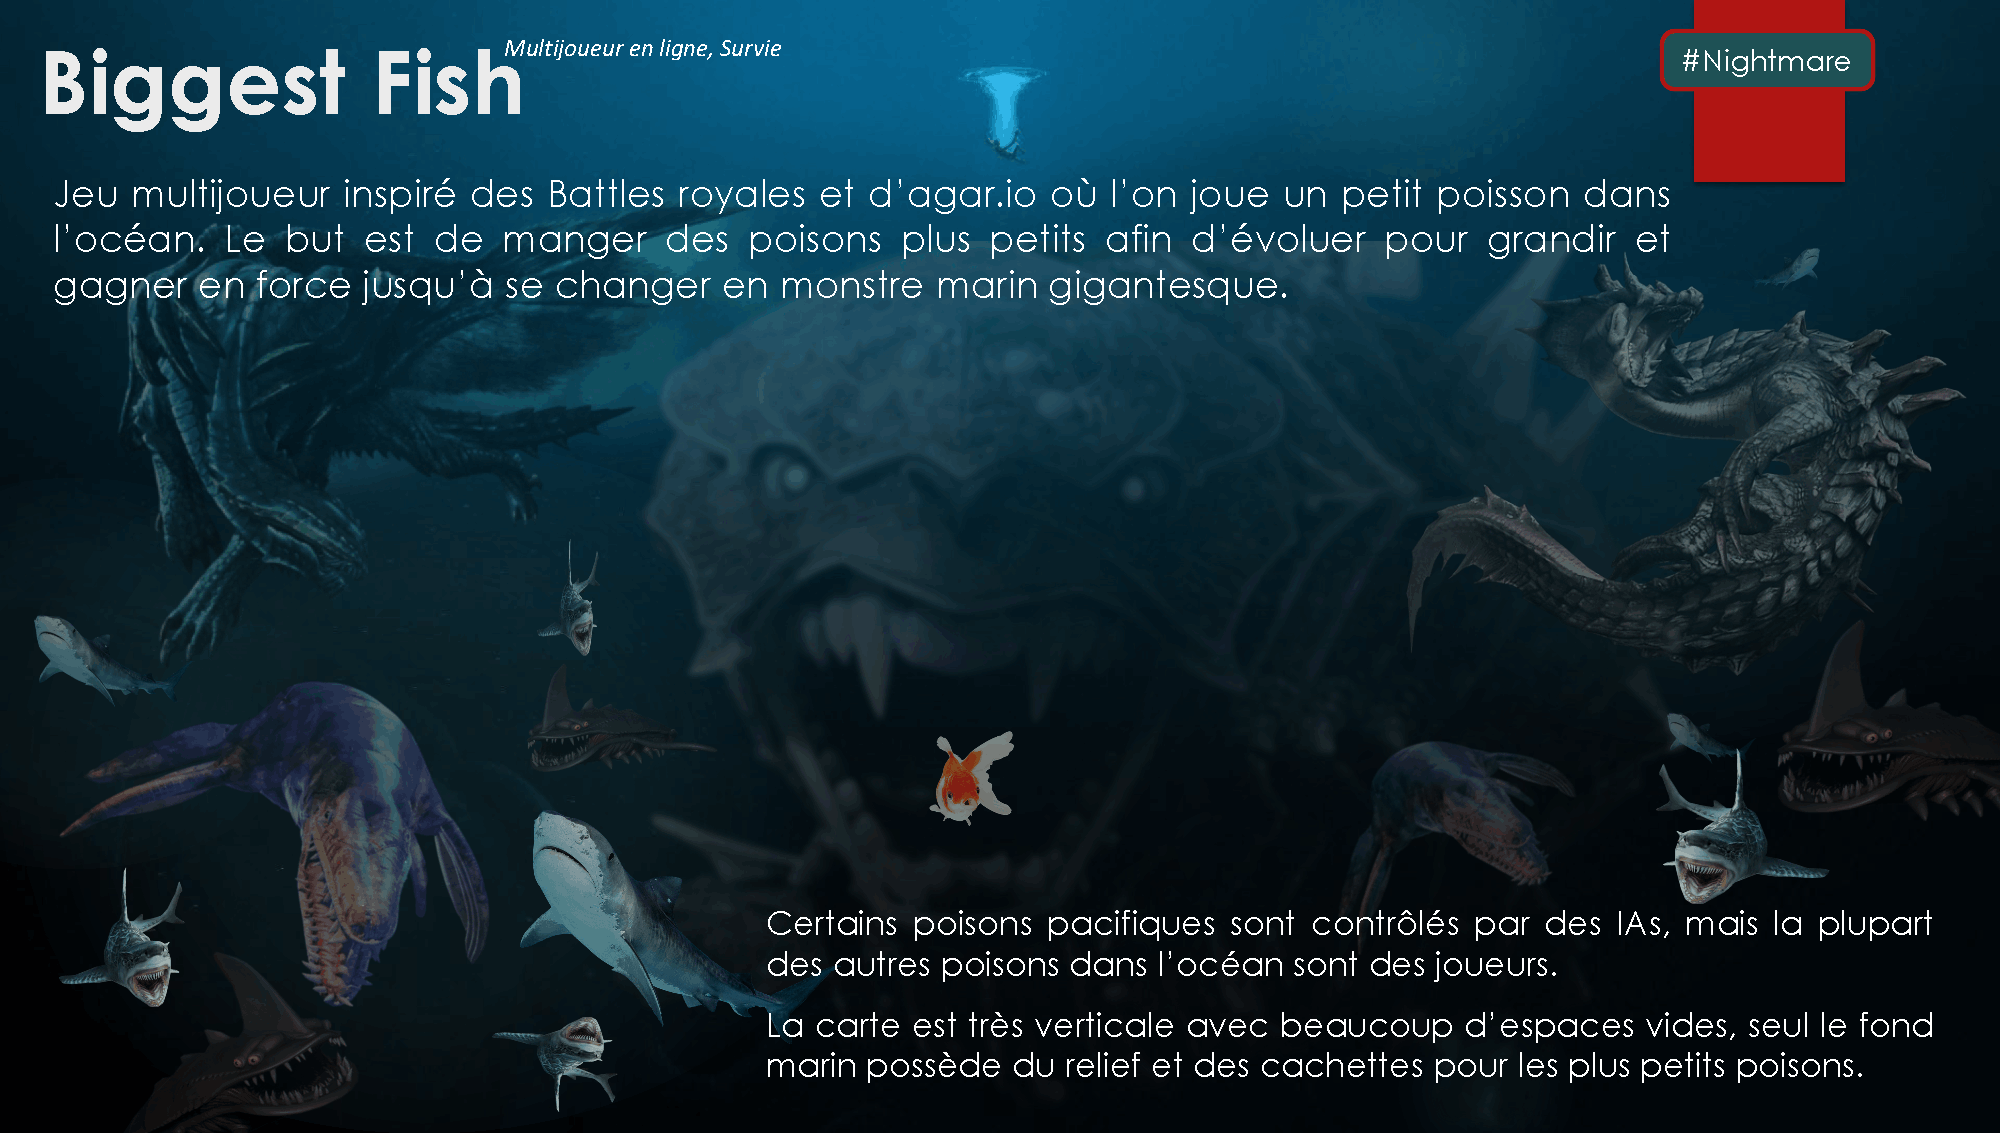 Biggest Fish
Multijoueur en ligne, Survie
#Nightmare
Jeu multijoueur inspiré des Battles royales et d’agar.io où l’on joue un petit poisson dans
l’océan. Le but est de manger des poisons plus petits afin d’évoluer pour grandir et
gagner en force jusqu’à se changer en monstre marin gigantesque.
Certains poisons pacifiques sont contrôlés par des IAs, mais la plupart
des autres poisons dans l’océan sont des joueurs.
La carte est très verticale avec beaucoup d’espaces vides, seul le fond
marin possède du relief et des cachettes pour les plus petits poisons.